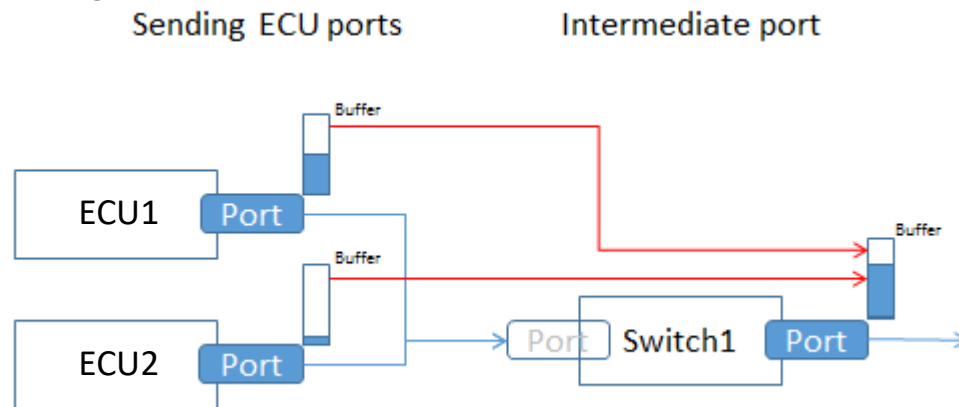 Sending ECU ports
Intermediate port
Buffer
ECU1
Port
Buffer
Buffer
ECU2
Port
Port
Switch1
Port